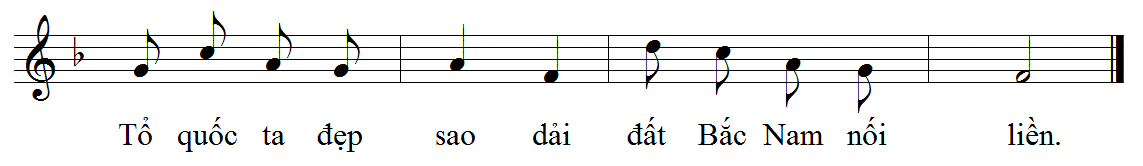 Tổ quốc ta đẹp sao dải đất Bắc Nam nối liền.